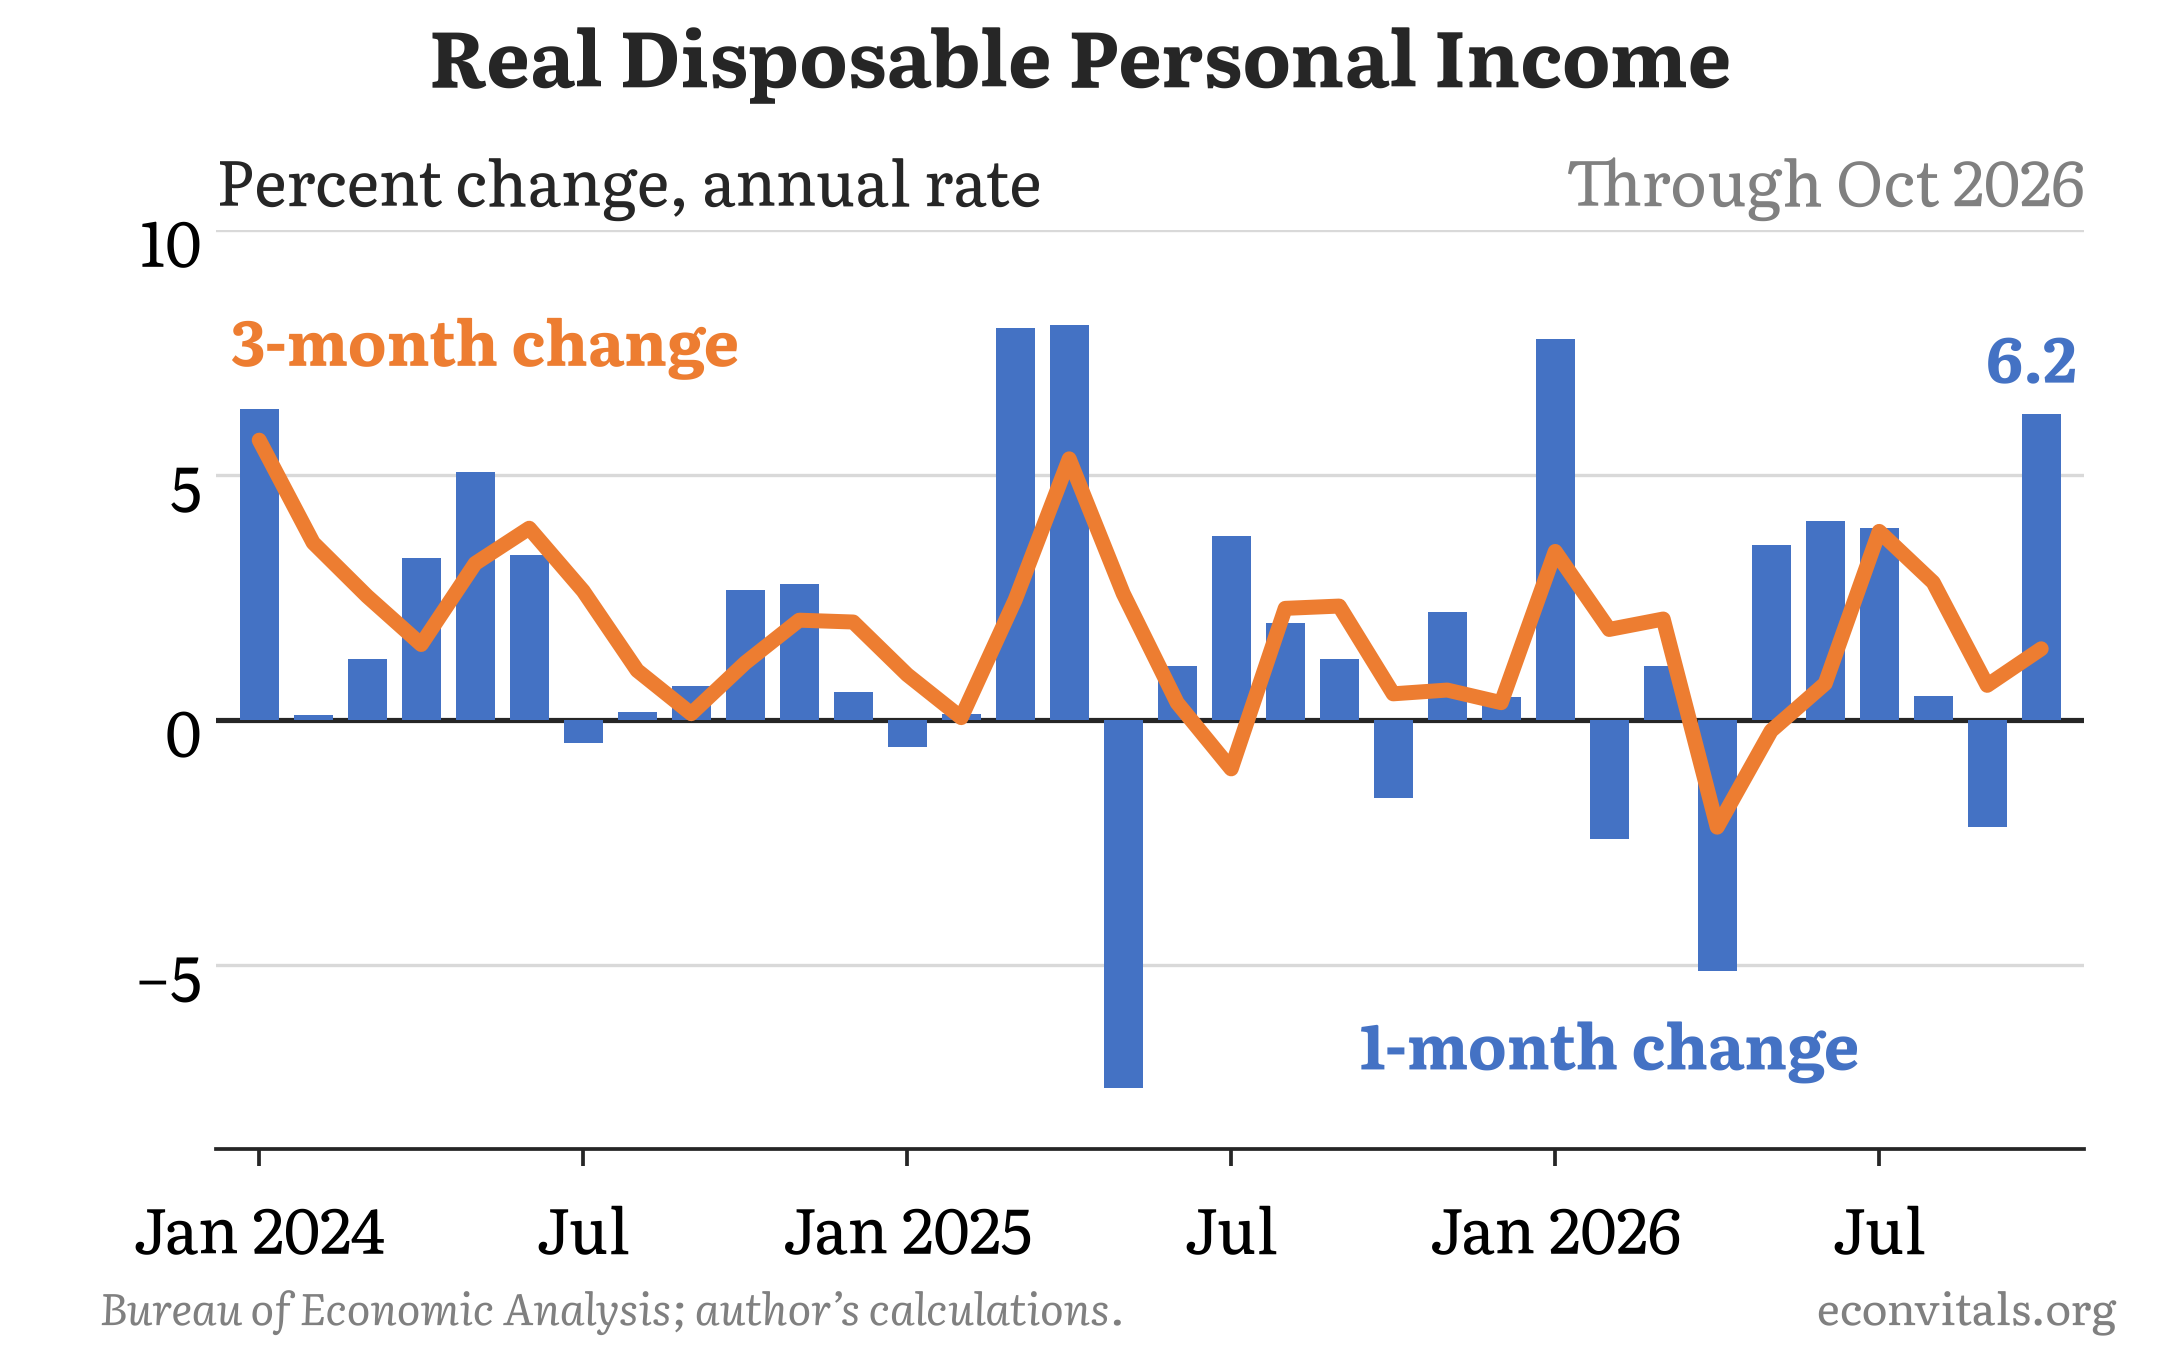 Real Disposable Personal Income
Percent change, annual rate
Through Oct 2026
10
3-month change
6.2
5
0
−5
1-month change
Jan 2024
Jul
Jan 2025
Jul
Jan 2026
Jul
Bureau of Economic Analysis; author's calculations.
econvitals.org